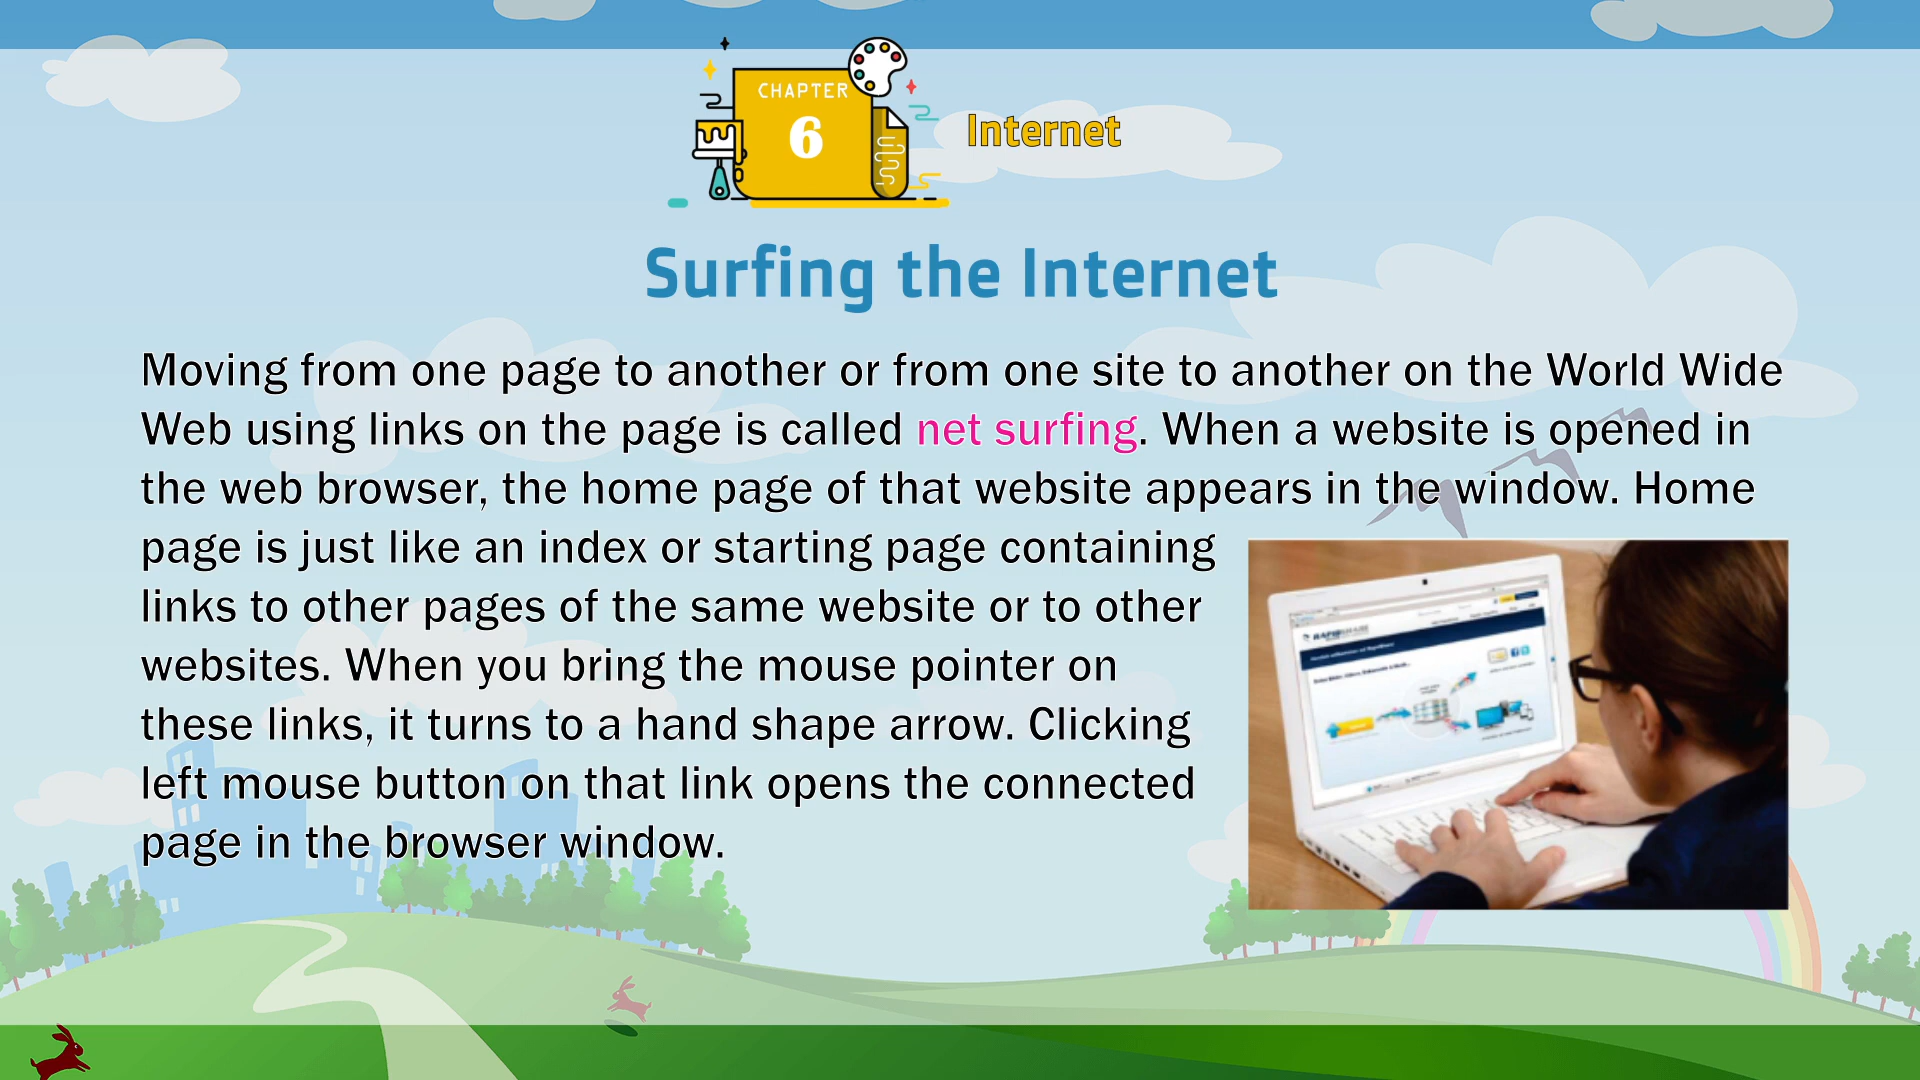 CHAPTER
6
Internet
Surfing the Internet
Moving from one page to another or from one site to another on the World Wide
Web using links on the page is called net surfing. When a website is opened in
the web browser, the home page of that website appears in the window. Home
page is just like an index or starting page containing
links to other pages of the same website or to other
websites. When you bring the mouse pointer on
these links, it turns to a hand shape arrow. Clicking
left mouse button on that link opens the connected
page in the browser window.